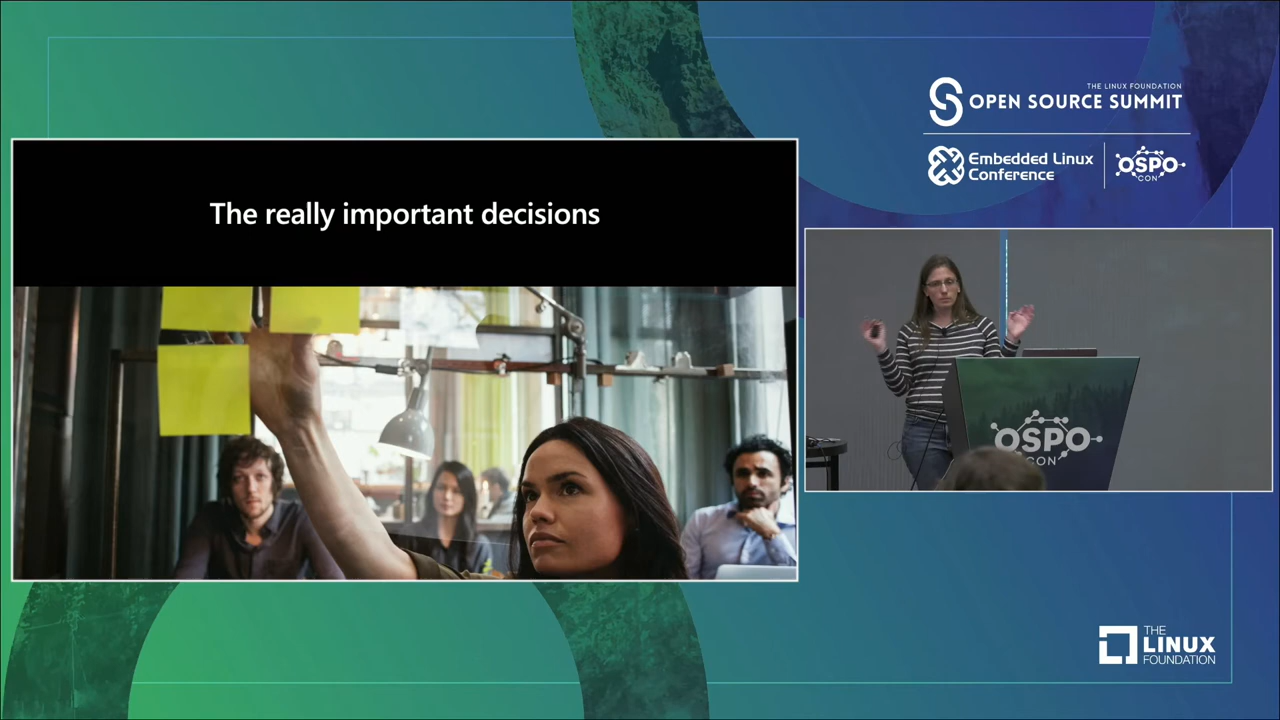 THE LINUX FOUNDATION
OPEN SOURCE SUMMIT
Embedded Linux
Conference
OSPO
CON
The really important decisions
OSPO
CON
THE
LINUX
FOUNDATION